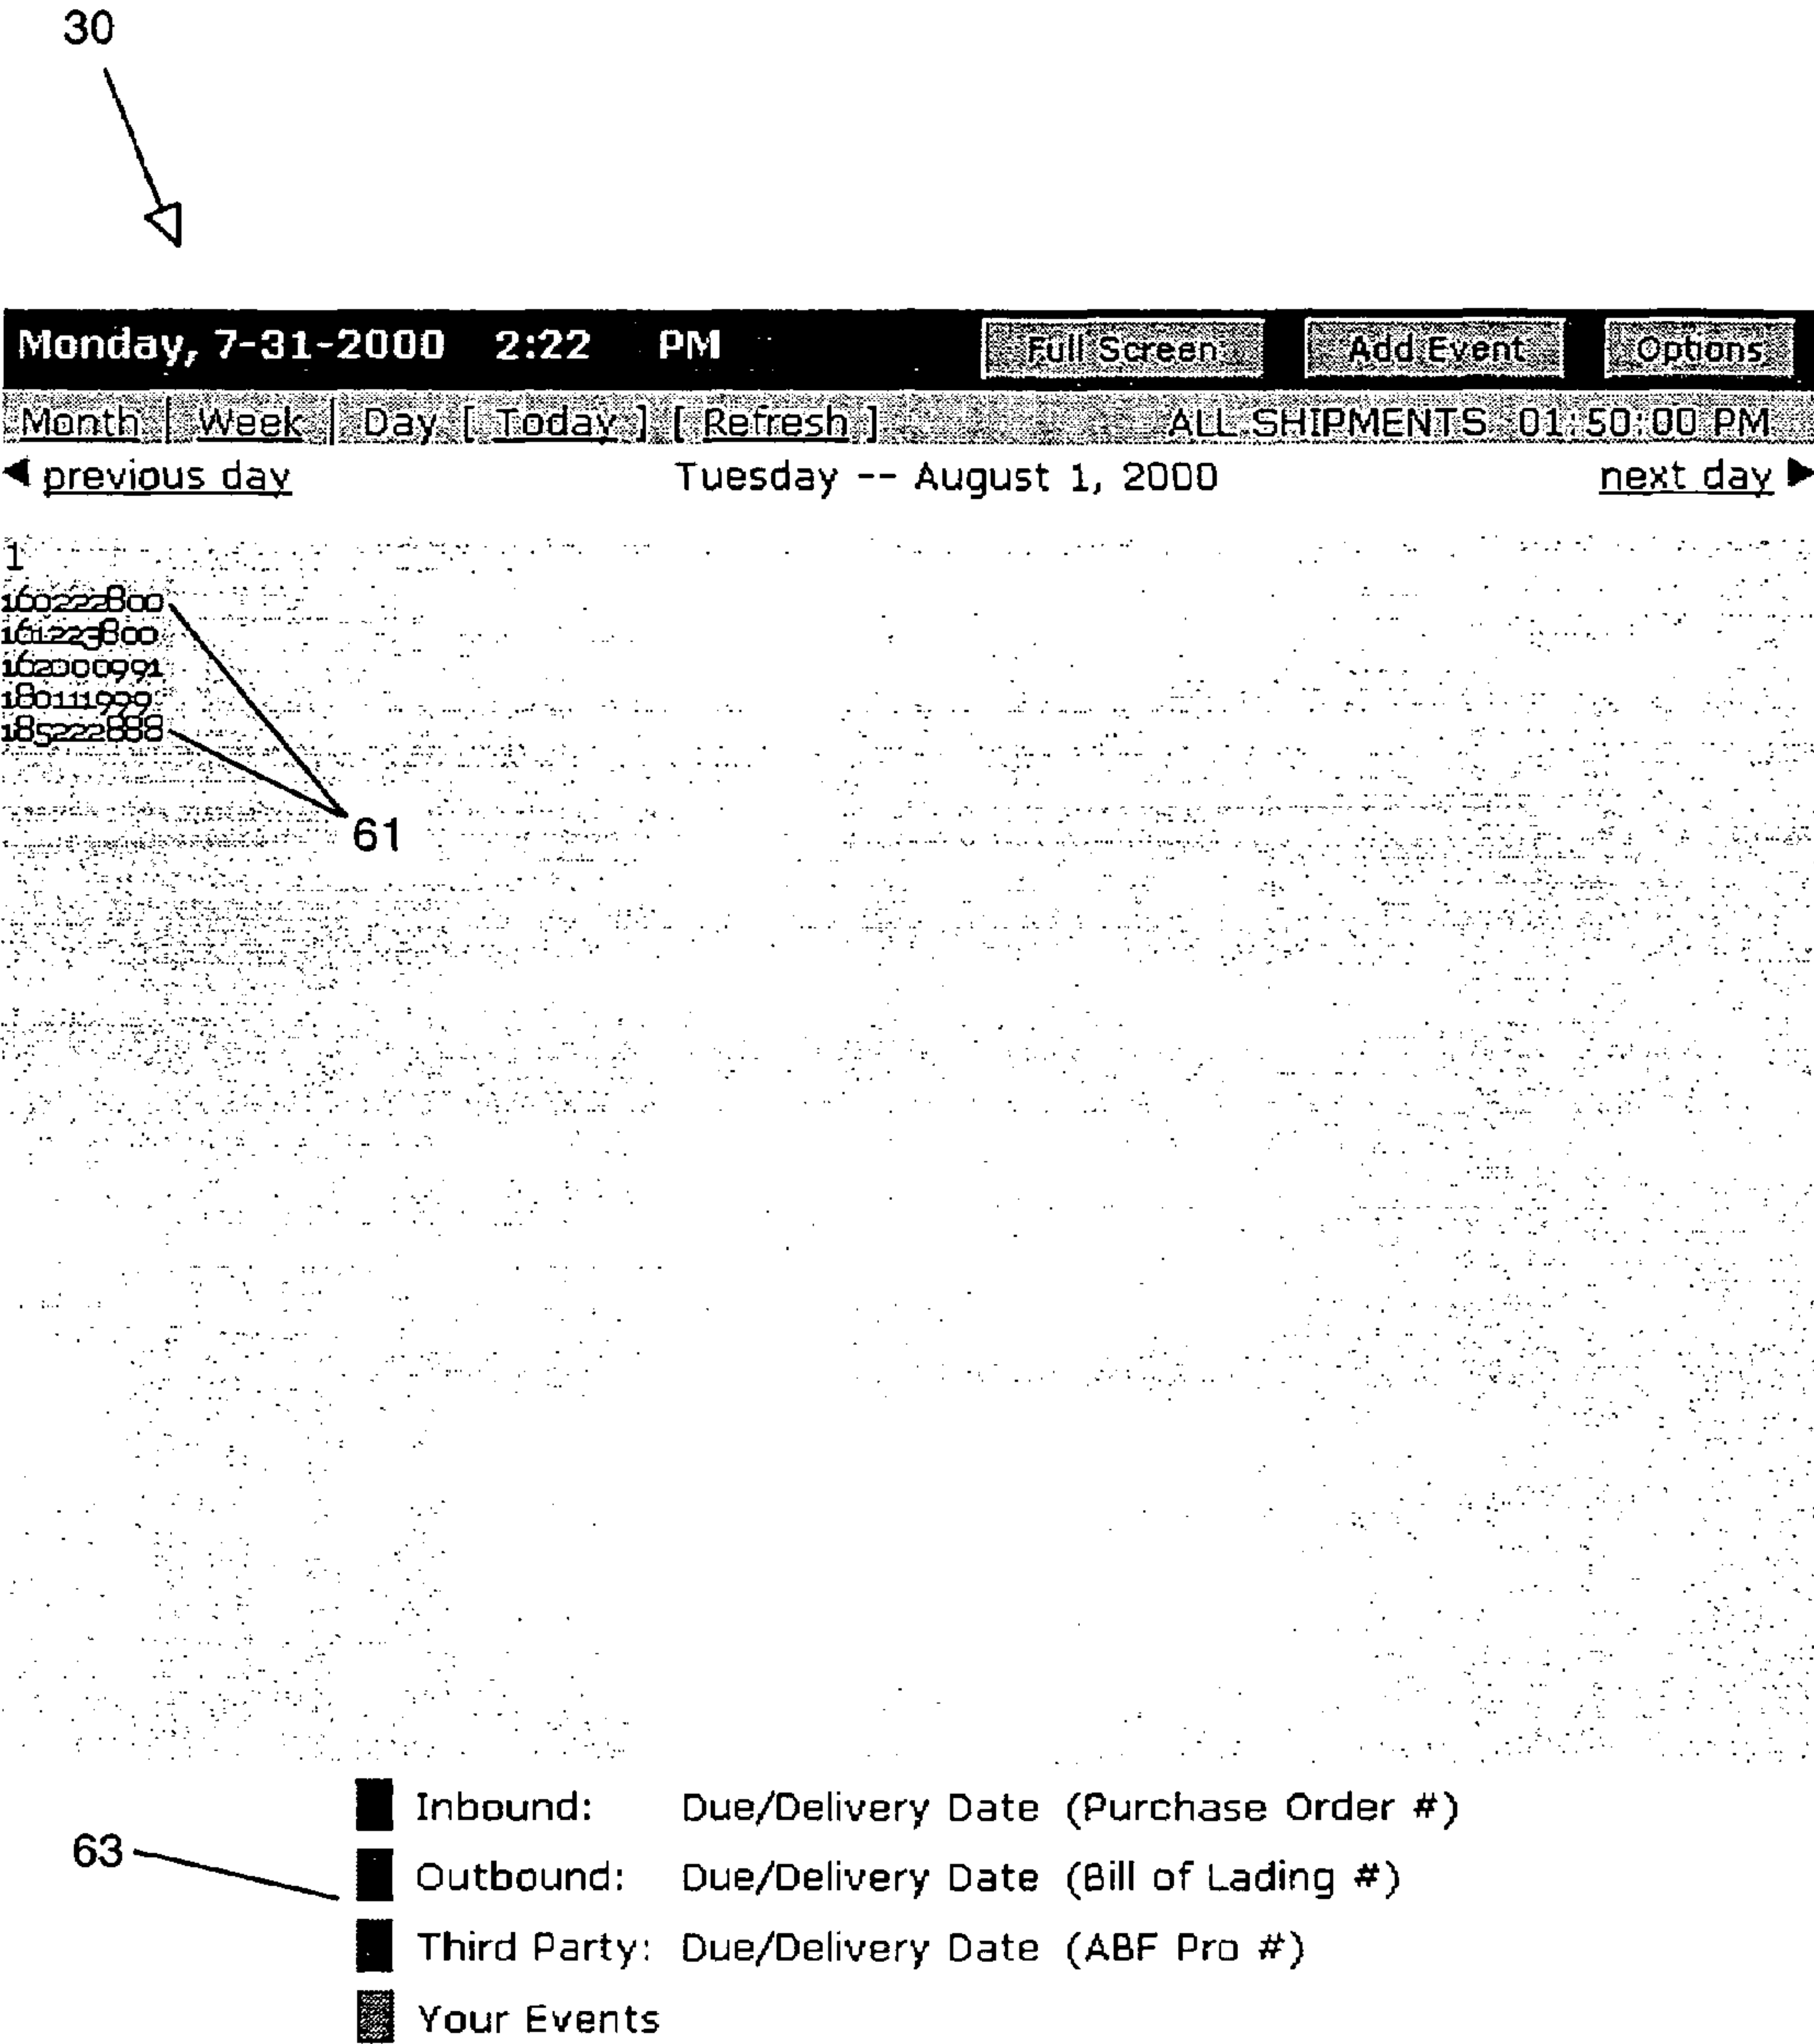 30
Monday, 7-31-2000 2:22 PM Full Screen Add Event Options
Month | Week | Day [ Today ] [ Refresh ] ALL SHIPMENTS 01:50:00 PM
◀ previous day Tuesday -- August 1, 2000 next day ▶
1
160222800
161223800
162000991
180111999
185222888
61
Inbound: Due/Delivery Date (Purchase Order #)
63
Outbound: Due/Delivery Date (Bill of Lading #)
Third Party: Due/Delivery Date (ABF Pro #)
Your Events